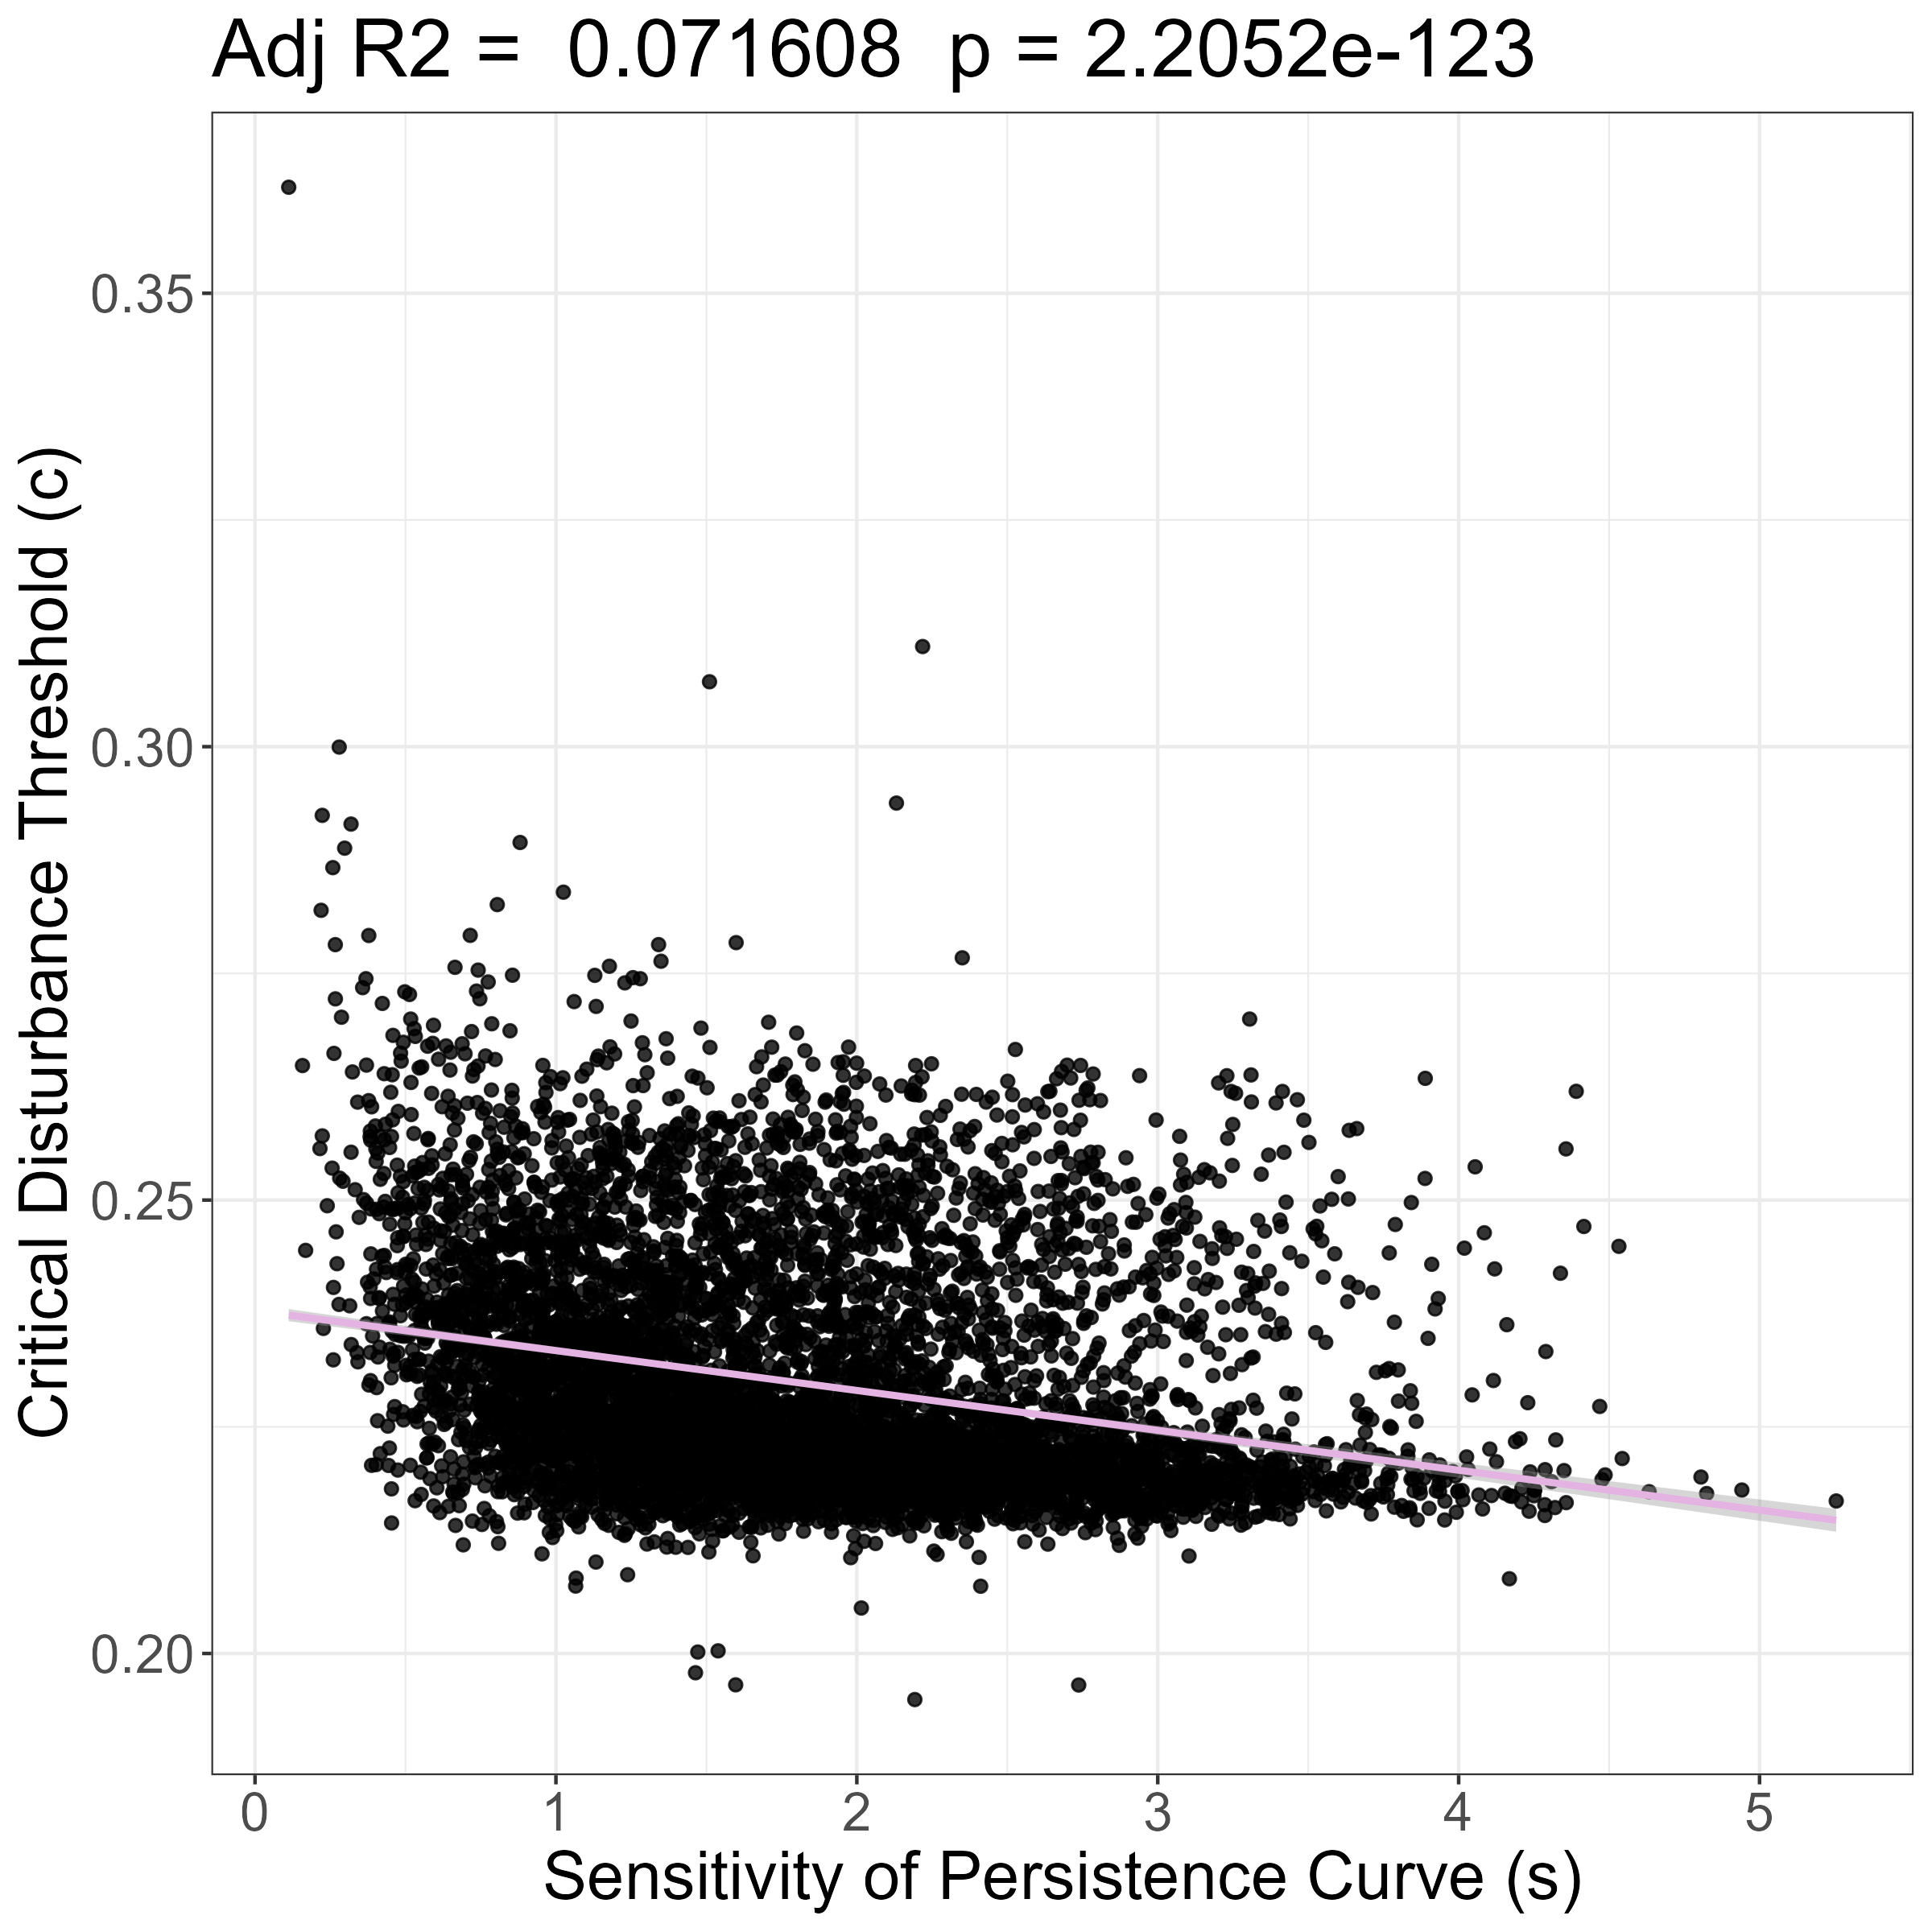 Adj R2 =  0.071608  p = 2.2052e-123
Critical Disturbance Threshold (c)
0.35
0.30
0.25
0.20
0 1 2 3 4 5
Sensitivity of Persistence Curve (s)